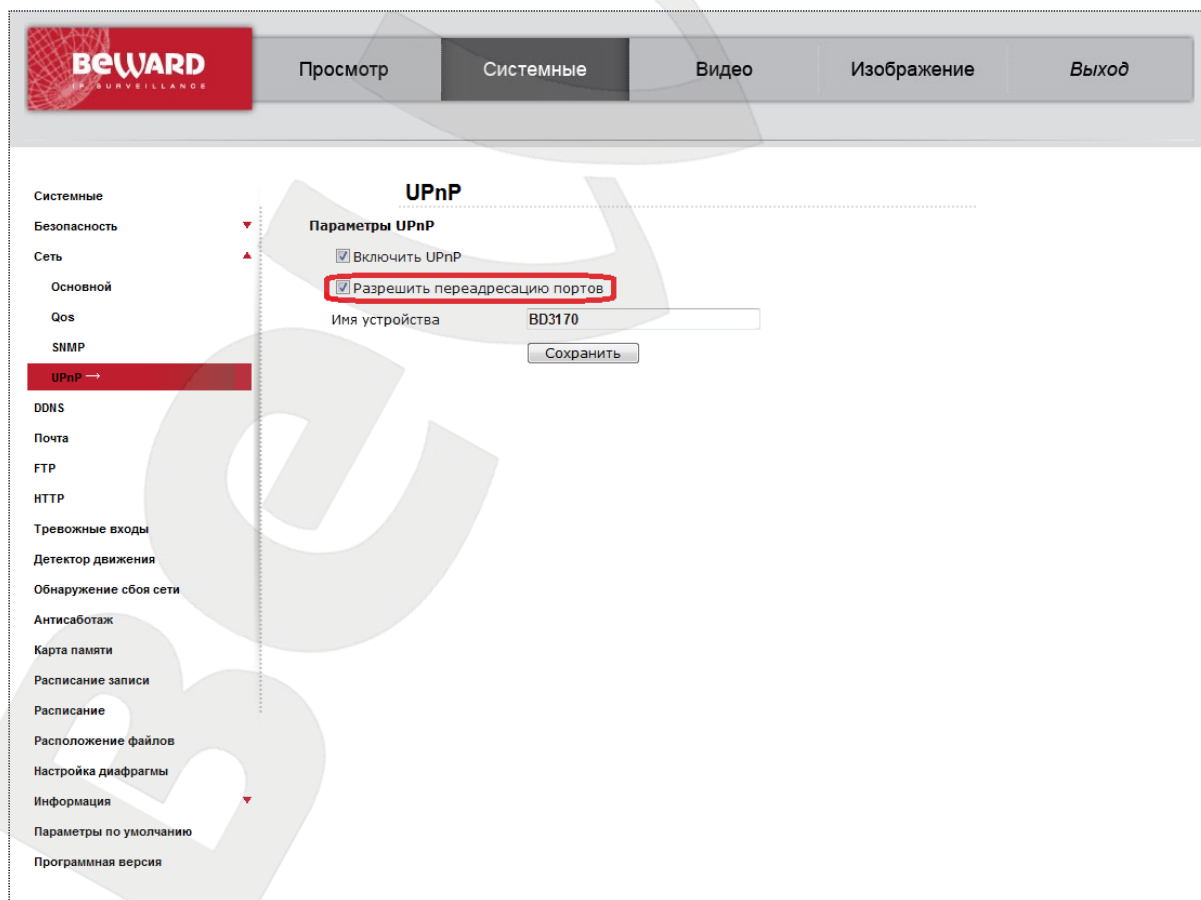 BEWARD
IP SURVEILLANCE
Просмотр Системные Видео Изображение Выход
Системные
Безопасность
Сеть
Основной
Qos
SNMP
UPnP →
DDNS
Почта
FTP
HTTP
Тревожные входы
Детектор движения
Обнаружение сбоя сети
Антисаботаж
Карта памяти
Расписание записи
Расписание
Расположение файлов
Настройка диафрагмы
Информация
Параметры по умолчанию
Программная версия
UPnP
Параметры UPnP
Включить UPnP
Разрешить переадресацию портов
Имя устройства BD3170
Сохранить